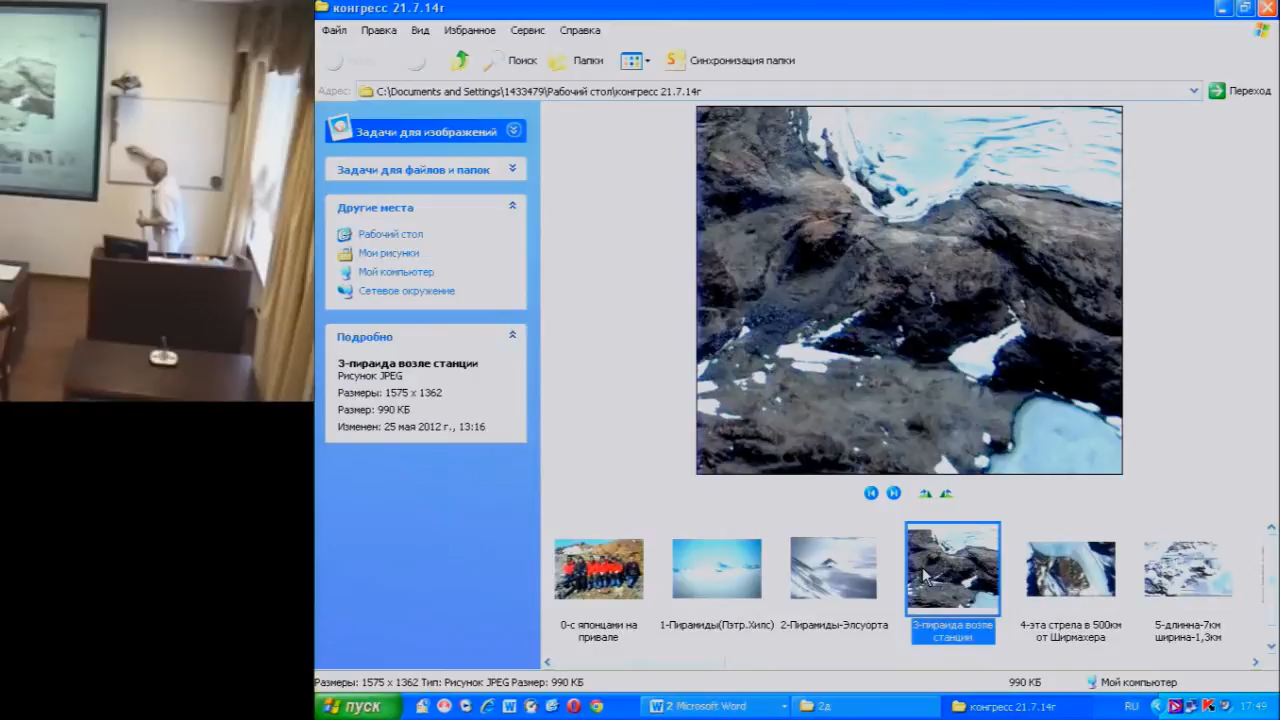 конгресс 21.7.14г
Файл Правка Вид Избранное Сервис Справка
Поиск Папки Синхронизация папки
Адрес: C:\Documents and Settings\1433479\Рабочий стол\конгресс 21.7.14г Переход
Задачи для изображений
Задачи для файлов и папок
Другие места
Рабочий стол
Мои рисунки
Мой компьютер
Сетевое окружение
Подробно
3-пираида возле станции
Рисунок JPEG
Размеры: 1575 x 1362
Размер: 990 КБ
Изменен: 25 мая 2012 г., 13:16
0-с японцами на
привале
1-Пирамиды(Пэтр.Хилс)
2-Пирамиды-Элсуорта
3-пираида возле
станции
4-эта стрела в 500км
от Ширмахера
5-длинна-7км
ширина-1,3км
Размеры: 1575 x 1362 Тип: Рисунок JPEG Размер: 990 КБ 990 КБ Мой компьютер
пуск 2 Microsoft Word 2д конгресс 21.7.14г RU 17:49